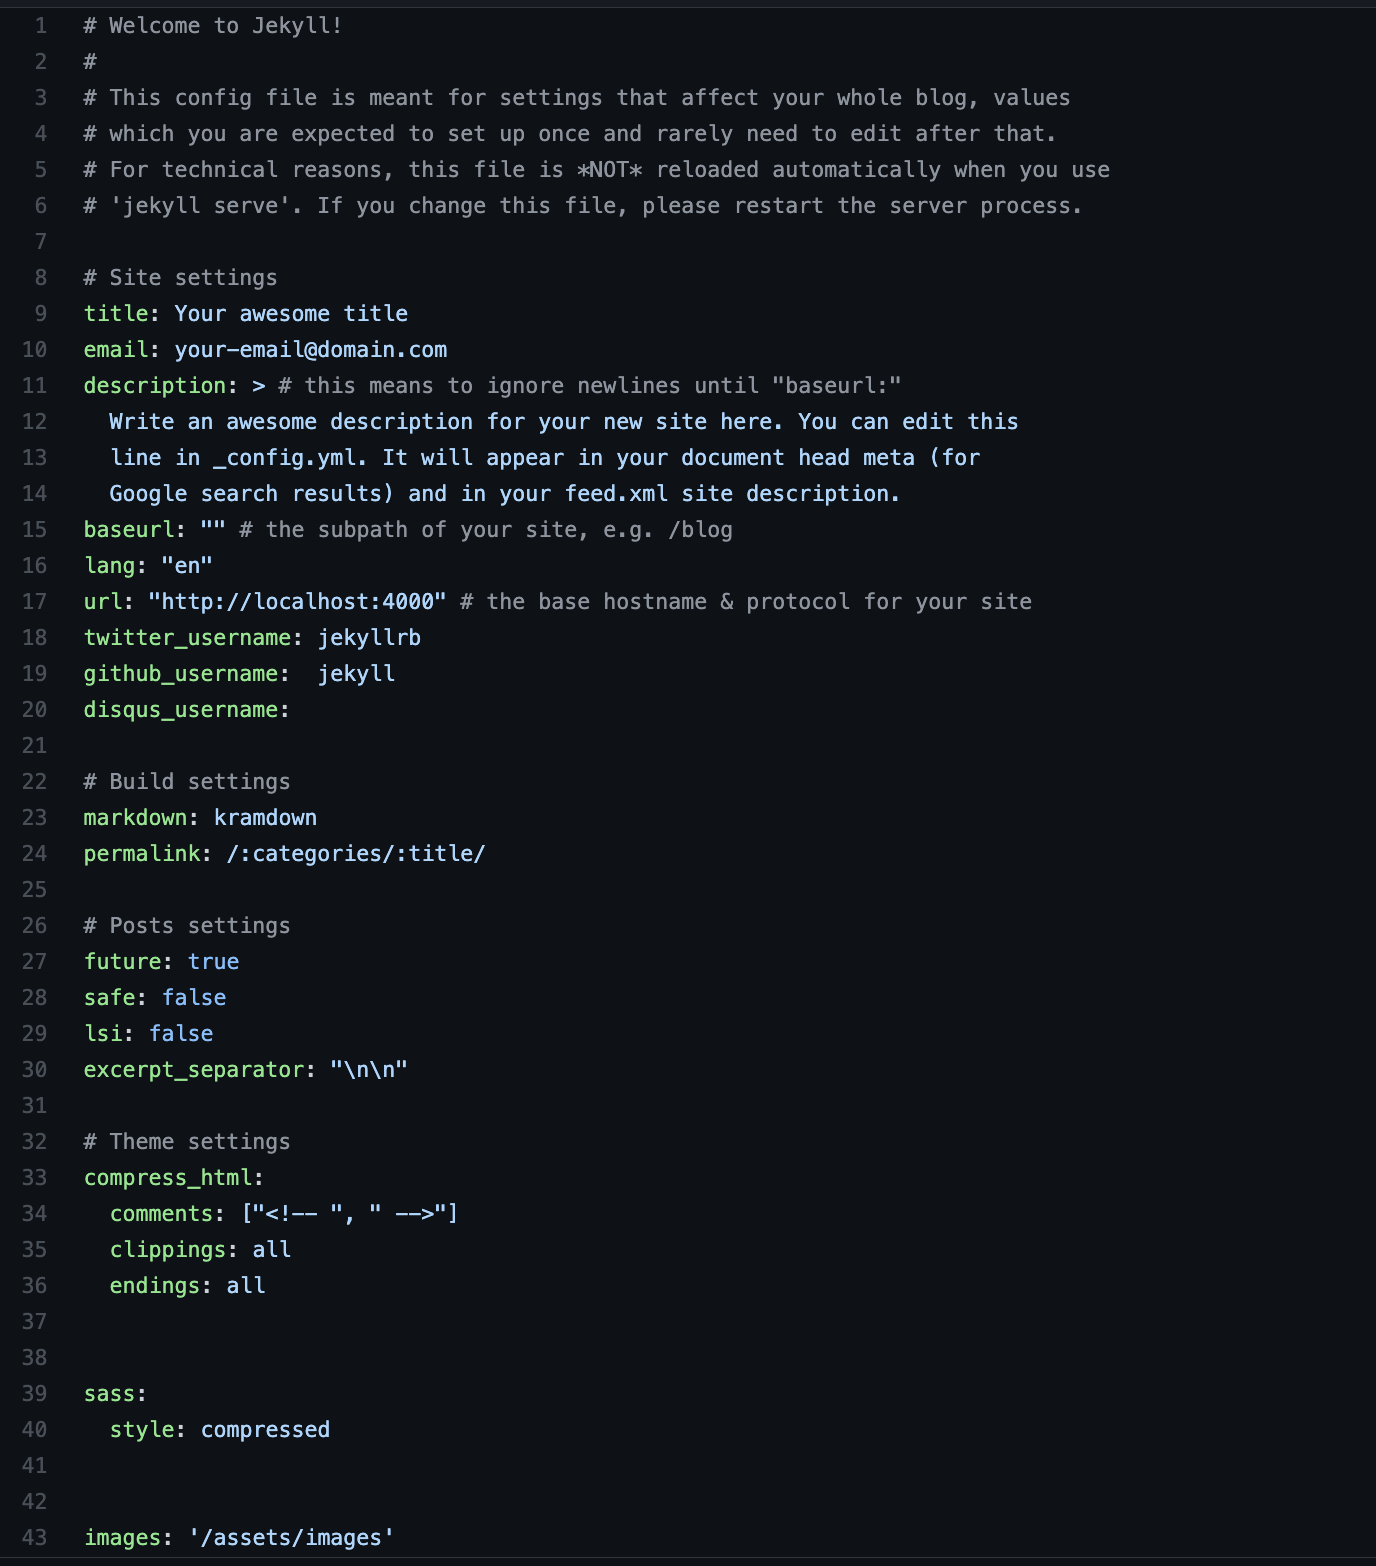 1 # Welcome to Jekyll!
2 #
3 # This config file is meant for settings that affect your whole blog, values
4 # which you are expected to set up once and rarely need to edit after that.
5 # For technical reasons, this file is *NOT* reloaded automatically when you use
6 # 'jekyll serve'. If you change this file, please restart the server process.
7
8 # Site settings
9 title: Your awesome title
10 email: your-email@domain.com
11 description: > # this means to ignore newlines until "baseurl:"
12   Write an awesome description for your new site here. You can edit this
13   line in _config.yml. It will appear in your document head meta (for
14   Google search results) and in your feed.xml site description.
15 baseurl: "" # the subpath of your site, e.g. /blog
16 lang: "en"
17 url: "http://localhost:4000" # the base hostname & protocol for your site
18 twitter_username: jekyllrb
19 github_username:  jekyll
20 disqus_username:
21
22 # Build settings
23 markdown: kramdown
24 permalink: /:categories/:title/
25
26 # Posts settings
27 future: true
28 safe: false
29 lsi: false
30 excerpt_separator: "\n\n"
31
32 # Theme settings
33 compress_html:
34   comments: ["<!-- ", " -->"]
35   clippings: all
36   endings: all
37
38
39 sass:
40   style: compressed
41
42
43 images: '/assets/images'